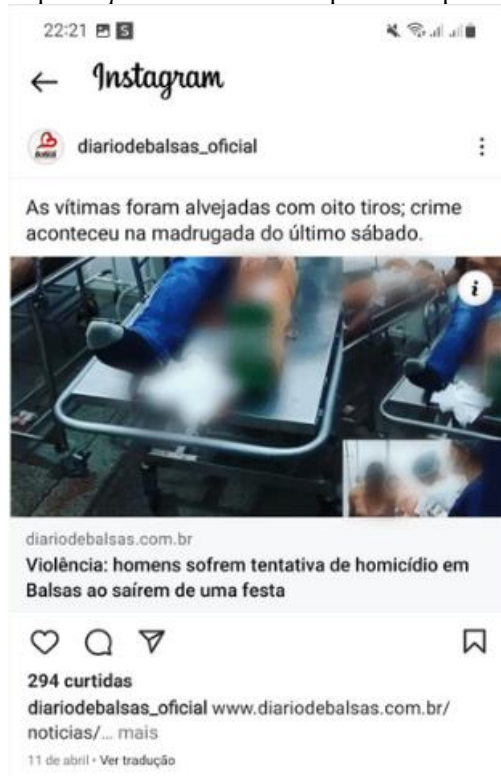 22:21
Instagram
diariodebalsas_oficial
As vítimas foram alvejadas com oito tiros; crime
aconteceu na madrugada do último sábado.
i
diariodebalsas.com.br
Violência: homens sofrem tentativa de homicídio em
Balsas ao saírem de uma festa
294 curtidas
diariodebalsas_oficial www.diariodebalsas.com.br/
noticias/... mais
11 de abril • Ver tradução